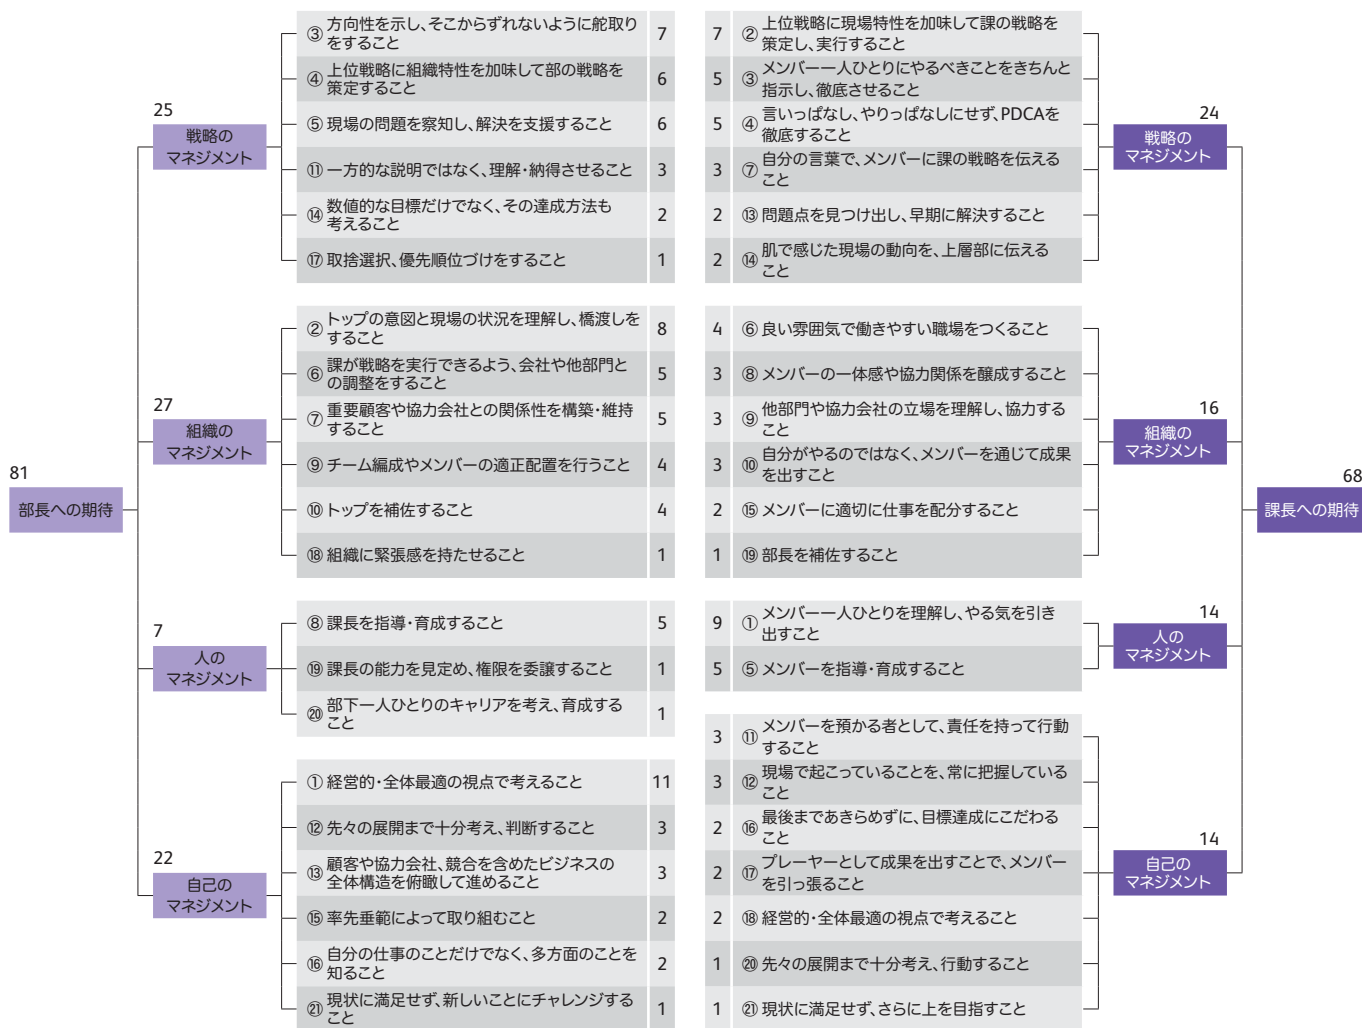 81
部長への期待
25
戦略の
マネジメント
③ 方向性を示し、そこからずれないように舵取り
をすること
7
④ 上位戦略に組織特性を加味して部の戦略を
策定すること
6
⑤ 現場の問題を察知し、解決を支援すること
6
⑪ 一方的な説明ではなく、理解・納得させること
3
⑭ 数値的な目標だけでなく、その達成方法も
考えること
2
⑰ 取捨選択、優先順位づけをすること
1
27
組織の
マネジメント
② トップの意図と現場の状況を理解し、橋渡しを
すること
8
⑥ 課が戦略を実行できるよう、会社や他部門と
の調整をすること
5
⑦ 重要顧客や協力会社との関係性を構築・維持
すること
5
⑨ チーム編成やメンバーの適正配置を行うこと
4
⑩ トップを補佐すること
4
⑱ 組織に緊張感を持たせること
1
7
人の
マネジメント
⑧ 課長を指導・育成すること
5
⑲ 課長の能力を見定め、権限を委譲すること
1
⑳ 部下一人ひとりのキャリアを考え、育成する
こと
1
22
自己の
マネジメント
① 経営的・全体最適の視点で考えること
11
⑫ 先々の展開まで十分考え、判断すること
3
⑬ 顧客や協力会社、競合を含めたビジネスの
全体構造を俯瞰して進めること
3
⑮ 率先垂範によって取り組むこと
2
⑯ 自分の仕事のことだけでなく、多方面のことを
知ること
2
㉑ 現状に満足せず、新しいことにチャレンジする
こと
1
7
② 上位戦略に現場特性を加味して課の戦略を
策定し、実行すること
5
③ メンバー一人ひとりにやるべきことをきちんと
指示し、徹底させること
5
④ 言いっぱなし、やりっぱなしにせず、PDCAを
徹底すること
3
⑦ 自分の言葉で、メンバーに課の戦略を伝える
こと
2
⑬ 問題点を見つけ出し、早期に解決すること
2
⑭ 肌で感じた現場の動向を、上層部に伝える
こと
24
戦略の
マネジメント
4
⑥ 良い雰囲気で働きやすい職場をつくること
3
⑧ メンバーの一体感や協力関係を醸成すること
3
⑨ 他部門や協力会社の立場を理解し、協力する
こと
3
⑩ 自分がやるのではなく、メンバーを通じて成果
を出すこと
2
⑮ メンバーに適切に仕事を配分すること
1
⑲ 部長を補佐すること
16
組織の
マネジメント
9
① メンバー一人ひとりを理解し、やる気を引き
出すこと
5
⑤ メンバーを指導・育成すること
14
人の
マネジメント
3
⑪ メンバーを預かる者として、責任を持って行動
すること
3
⑫ 現場で起こっていることを、常に把握している
こと
2
⑯ 最後まであきらめずに、目標達成にこだわる
こと
2
⑰ プレーヤーとして成果を出すことで、メンバー
を引っ張ること
2
⑱ 経営的・全体最適の視点で考えること
1
⑳ 先々の展開まで十分考え、行動すること
1
㉑ 現状に満足せず、さらに上を目指すこと
14
自己の
マネジメント
68
課長への期待